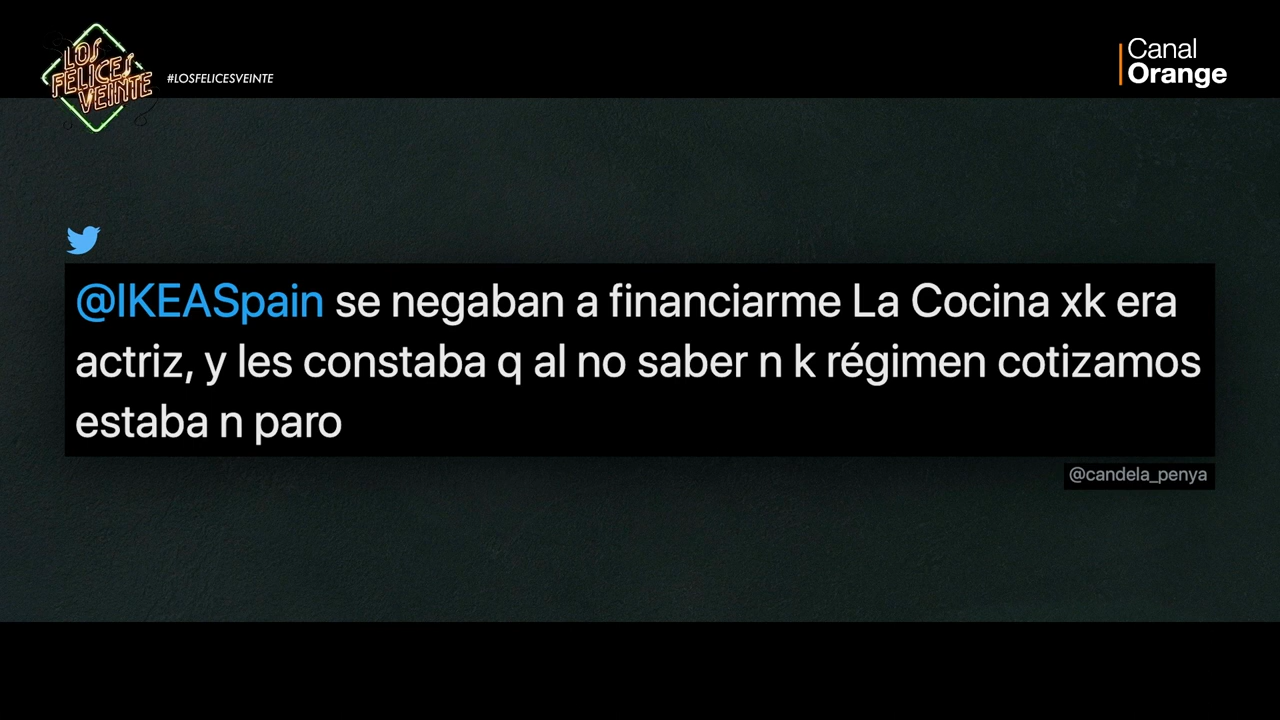 LOS
FELICES
VEINTE
#LOSFELICESVEINTE
Canal
Orange
@IKEASpain se negaban a financiarme La Cocina xk era
actriz, y les constaba q al no saber n k régimen cotizamos
estaba n paro
@candela_penya